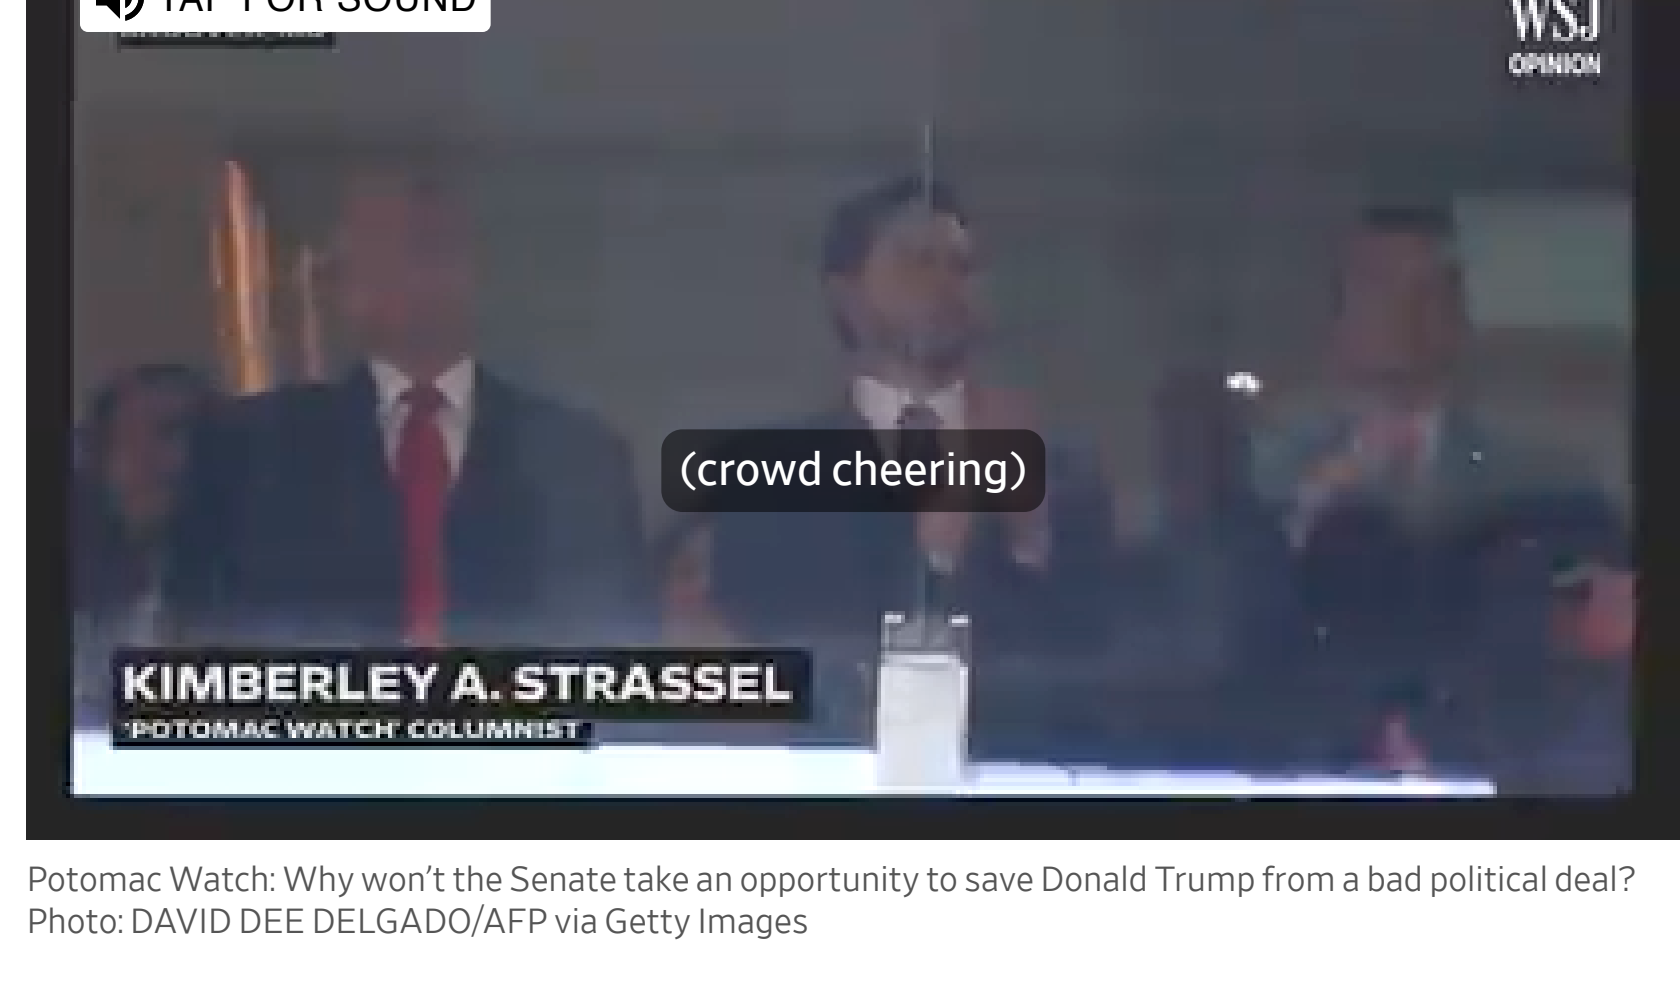 TAP FOR SOUND
WSJ
OPINION
(crowd cheering)
KIMBERLEY A. STRASSEL
'POTOMAC WATCH' COLUMNIST
Potomac Watch: Why won’t the Senate take an opportunity to save Donald Trump from a bad political deal?
Photo: DAVID DEE DELGADO/AFP via Getty Images